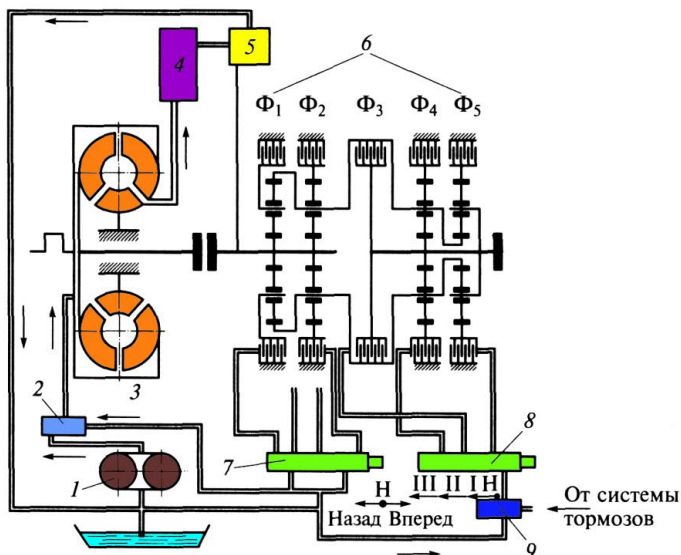 4
5
6
Ф1 Ф2 Ф3 Ф4 Ф5
3
2
1
7
8
Н
III II I Н
Назад Вперед
От системы
тормозов
9